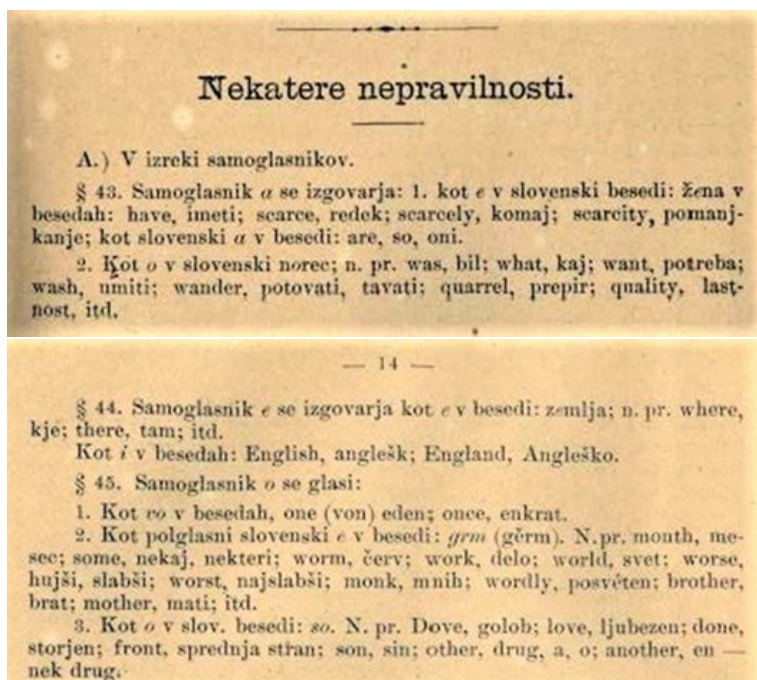 Nekatere nepravilnosti.
A.) V izreki samoglasnikov.
§ 43. Samoglasnik a se izgovarja: 1. kot e v slovenski besedi: žena v
besedah: have, imeti; scarce, redek; scarcely, komaj; scarcity, pomanj-
kanje; kot slovenski a v besedi: are, so, oni.
2. Kot o v slovenski norec; n. pr. was, bil; what, kaj; want, potreba;
wash, umiti; wander, potovati, tavati; quarrel, prepir; quality, last-
nost, itd.
— 14 —
§ 44. Samoglasnik e se izgovarja kot e v besedi: zemlja; n. pr. where,
kje; there, tam; itd.
Kot i v besedah: English, anglešk; England, Angleško.
§ 45. Samoglasnik o se glasi:
1. Kot vo v besedah, one (von) eden; once, enkrat.
2. Kot polglasni slovenski e v besedi: grm (gěrm). N.pr. month, me-
sec; some, nekaj, nekteri; worm, červ; work, delo; world, svet; worse,
hujši, slabši; worst, najslabši; monk, mnih; wordly, posvéten; brother,
brat; mother, mati; itd.
3. Kot o v slov. besedi: so. N. pr. Dove, golob; love, ljubezen; done,
storjen; front, sprednja stran; son, sin; other, drug, a, o; another, en —
nek drug.